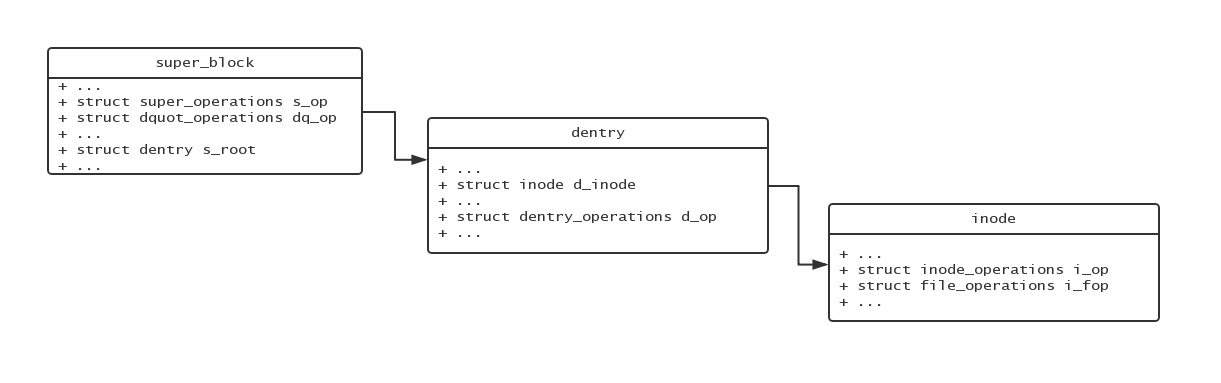 super_block
+ ...
+ struct super_operations s_op
+ struct dquot_operations dq_op
+ ...
+ struct dentry s_root
+ ...
dentry
+ ...
+ struct inode d_inode
+ ...
+ struct dentry_operations d_op
+ ...
inode
+ ...
+ struct inode_operations i_op
+ struct file_operations i_fop
+ ...